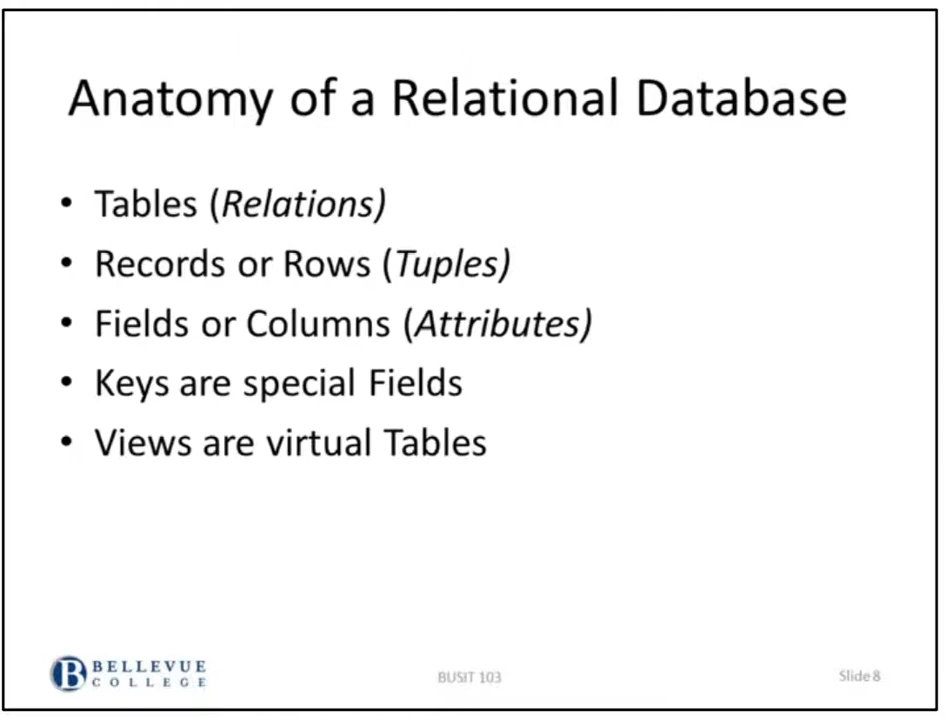 Anatomy of a Relational Database
• Tables (Relations)
• Records or Rows (Tuples)
• Fields or Columns (Attributes)
• Keys are special Fields
• Views are virtual Tables
B BELLEVUE
COLLEGE
BUSIT 103
Slide 8